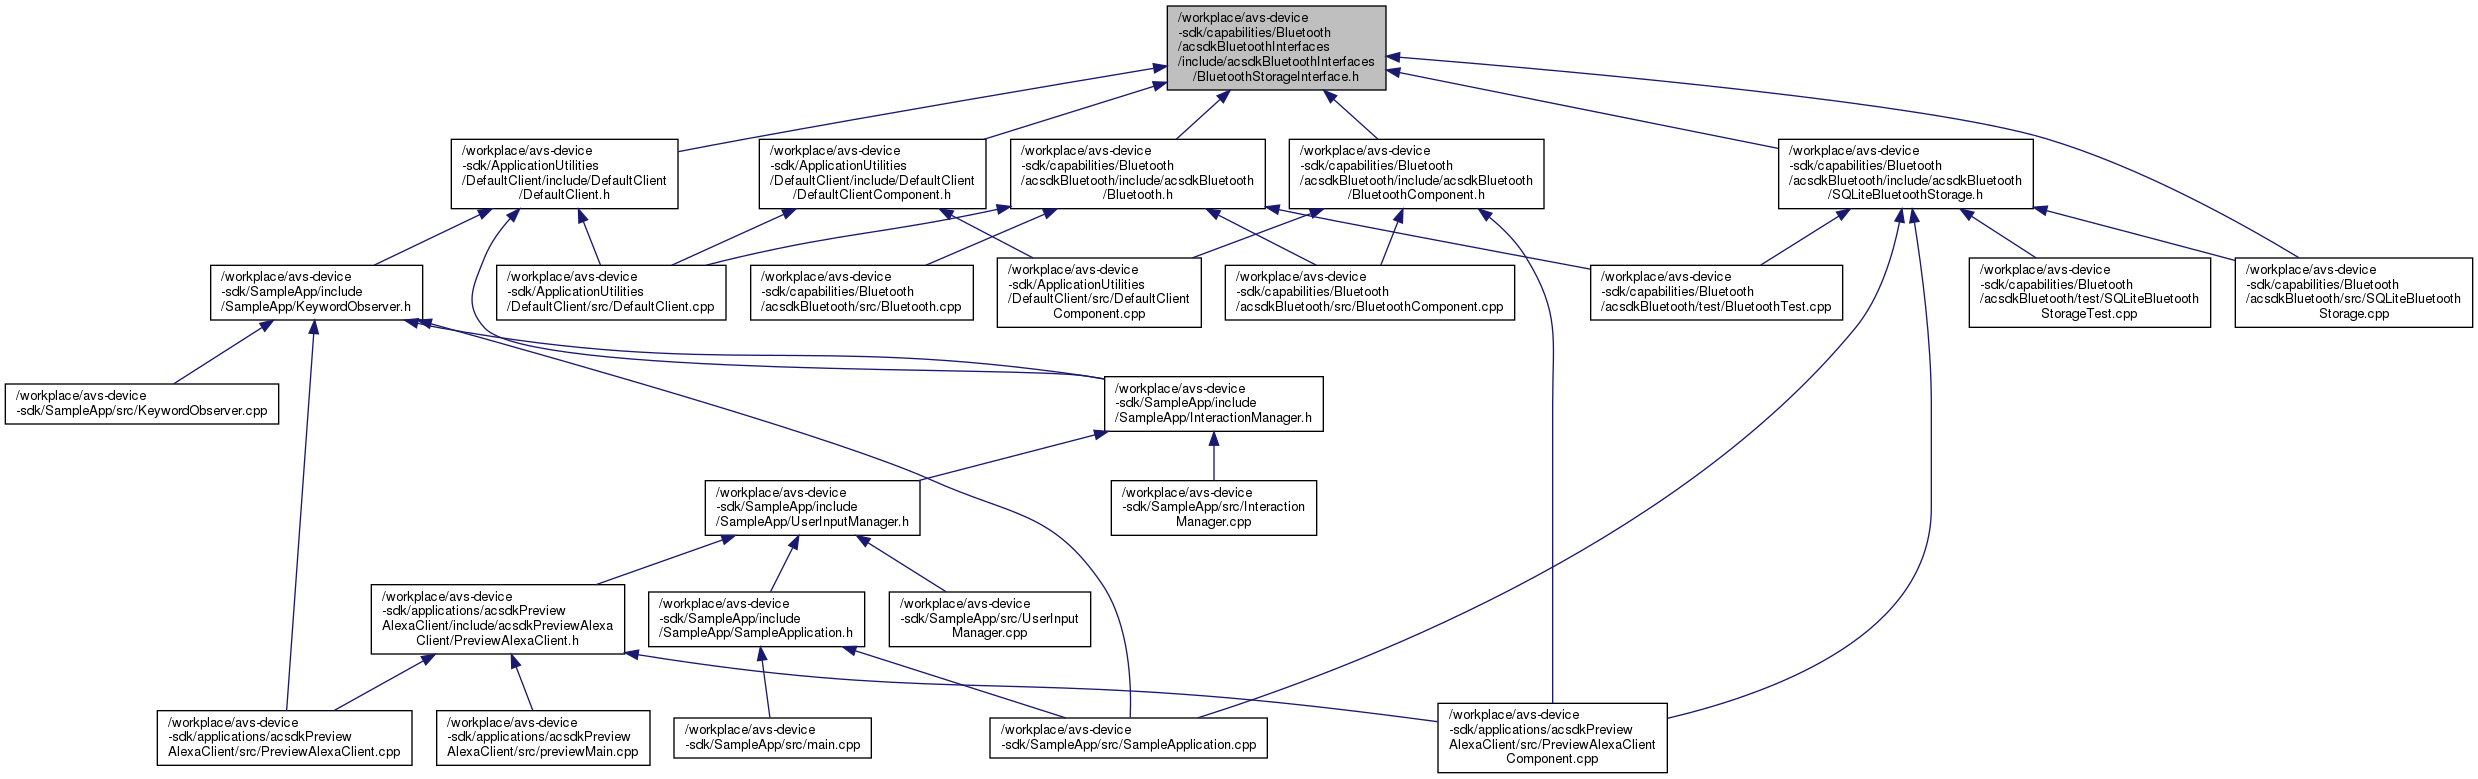 /workplace/avs-device
-sdk/capabilities/Bluetooth
/acsdkBluetoothInterfaces
/include/acsdkBluetoothInterfaces
/BluetoothStorageInterface.h
/workplace/avs-device
-sdk/ApplicationUtilities
/DefaultClient/include/DefaultClient
/DefaultClient.h
/workplace/avs-device
-sdk/ApplicationUtilities
/DefaultClient/include/DefaultClient
/DefaultClientComponent.h
/workplace/avs-device
-sdk/capabilities/Bluetooth
/acsdkBluetooth/include/acsdkBluetooth
/Bluetooth.h
/workplace/avs-device
-sdk/capabilities/Bluetooth
/acsdkBluetooth/include/acsdkBluetooth
/BluetoothComponent.h
/workplace/avs-device
-sdk/capabilities/Bluetooth
/acsdkBluetooth/include/acsdkBluetooth
/SQLiteBluetoothStorage.h
/workplace/avs-device
-sdk/SampleApp/include
/SampleApp/KeywordObserver.h
/workplace/avs-device
-sdk/ApplicationUtilities
/DefaultClient/src/DefaultClient.cpp
/workplace/avs-device
-sdk/capabilities/Bluetooth
/acsdkBluetooth/src/Bluetooth.cpp
/workplace/avs-device
-sdk/ApplicationUtilities
/DefaultClient/src/DefaultClient
Component.cpp
/workplace/avs-device
-sdk/capabilities/Bluetooth
/acsdkBluetooth/src/BluetoothComponent.cpp
/workplace/avs-device
-sdk/capabilities/Bluetooth
/acsdkBluetooth/test/BluetoothTest.cpp
/workplace/avs-device
-sdk/capabilities/Bluetooth
/acsdkBluetooth/test/SQLiteBluetooth
StorageTest.cpp
/workplace/avs-device
-sdk/capabilities/Bluetooth
/acsdkBluetooth/src/SQLiteBluetooth
Storage.cpp
/workplace/avs-device
-sdk/SampleApp/src/KeywordObserver.cpp
/workplace/avs-device
-sdk/SampleApp/include
/SampleApp/InteractionManager.h
/workplace/avs-device
-sdk/SampleApp/include
/SampleApp/UserInputManager.h
/workplace/avs-device
-sdk/SampleApp/src/Interaction
Manager.cpp
/workplace/avs-device
-sdk/applications/acsdkPreview
AlexaClient/include/acsdkPreviewAlexa
Client/PreviewAlexaClient.h
/workplace/avs-device
-sdk/SampleApp/include
/SampleApp/SampleApplication.h
/workplace/avs-device
-sdk/SampleApp/src/UserInput
Manager.cpp
/workplace/avs-device
-sdk/applications/acsdkPreview
AlexaClient/src/PreviewAlexaClient.cpp
/workplace/avs-device
-sdk/applications/acsdkPreview
AlexaClient/src/previewMain.cpp
/workplace/avs-device
-sdk/SampleApp/src/main.cpp
/workplace/avs-device
-sdk/SampleApp/src/SampleApplication.cpp
/workplace/avs-device
-sdk/applications/acsdkPreview
AlexaClient/src/PreviewAlexaClient
Component.cpp